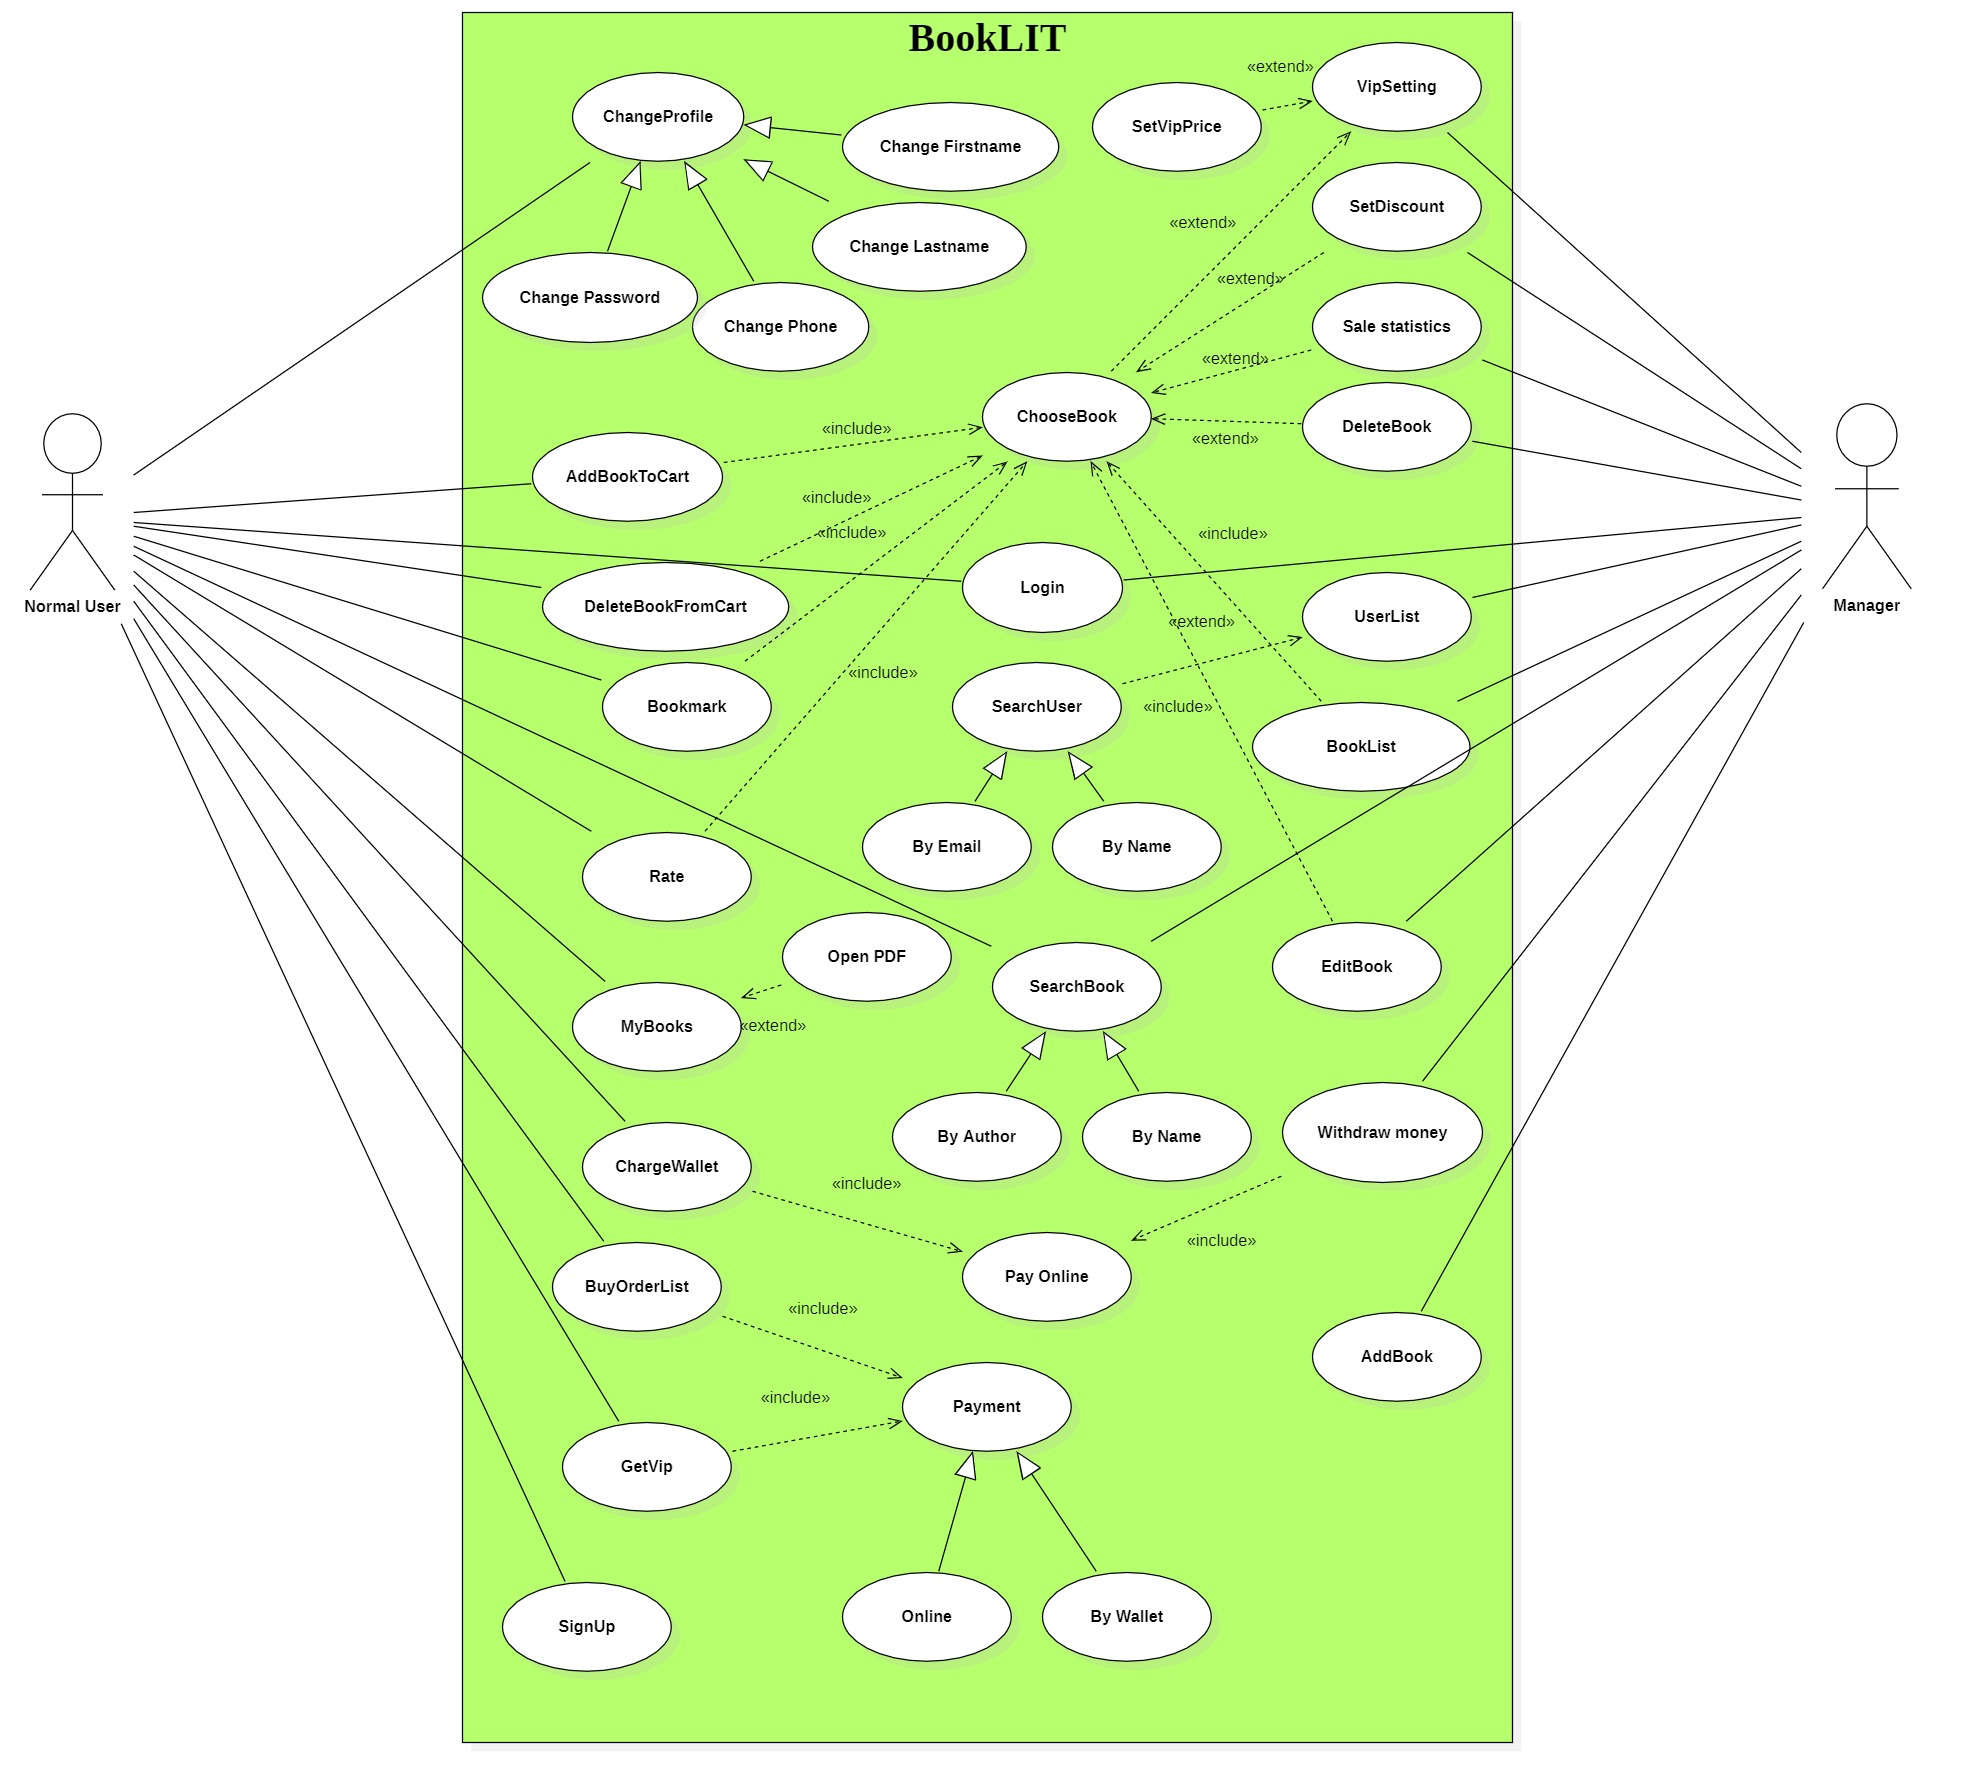 BookLIT
«extend»
VipSetting
ChangeProfile
SetVipPrice
Change Firstname
SetDiscount
«extend»
Change Lastname
«extend»
Change Password
Change Phone
Sale statistics
«extend»
ChooseBook
DeleteBook
«include»
«extend»
AddBookToCart
«include»
«include»
«include»
Login
Normal User
DeleteBookFromCart
Manager
UserList
«extend»
«include»
Bookmark
SearchUser
«include»
BookList
By Email
By Name
Rate
Open PDF
EditBook
SearchBook
MyBooks
«extend»
By Author
By Name
Withdraw money
ChargeWallet
«include»
«include»
Pay Online
BuyOrderList
«include»
AddBook
«include»
Payment
GetVip
Online
By Wallet
SignUp